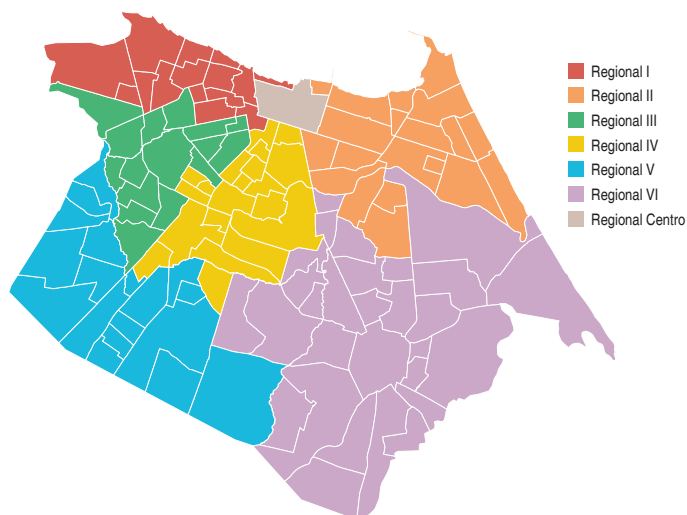 Regional I
Regional II
Regional III
Regional IV
Regional V
Regional VI
Regional Centro